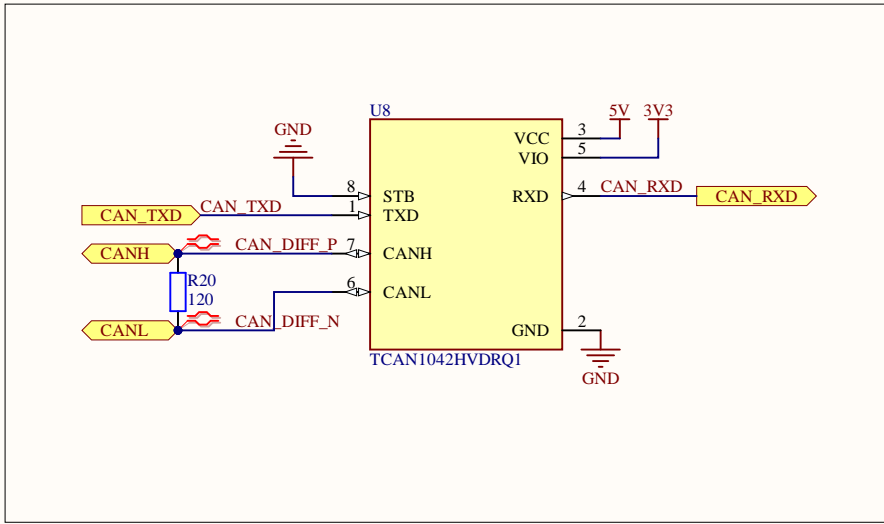 U8
5V 3V3
GND
VCC 3
VIO 5
8 STB
RXD 4 CAN_RXD CAN_RXD
CAN_TXD CAN_TXD 1 TXD
CANH CAN_DIFF_P 7 CANH
R20
120
6 CANL
CANL CAN_DIFF_N
GND 2
TCAN1042HVDRQ1
GND